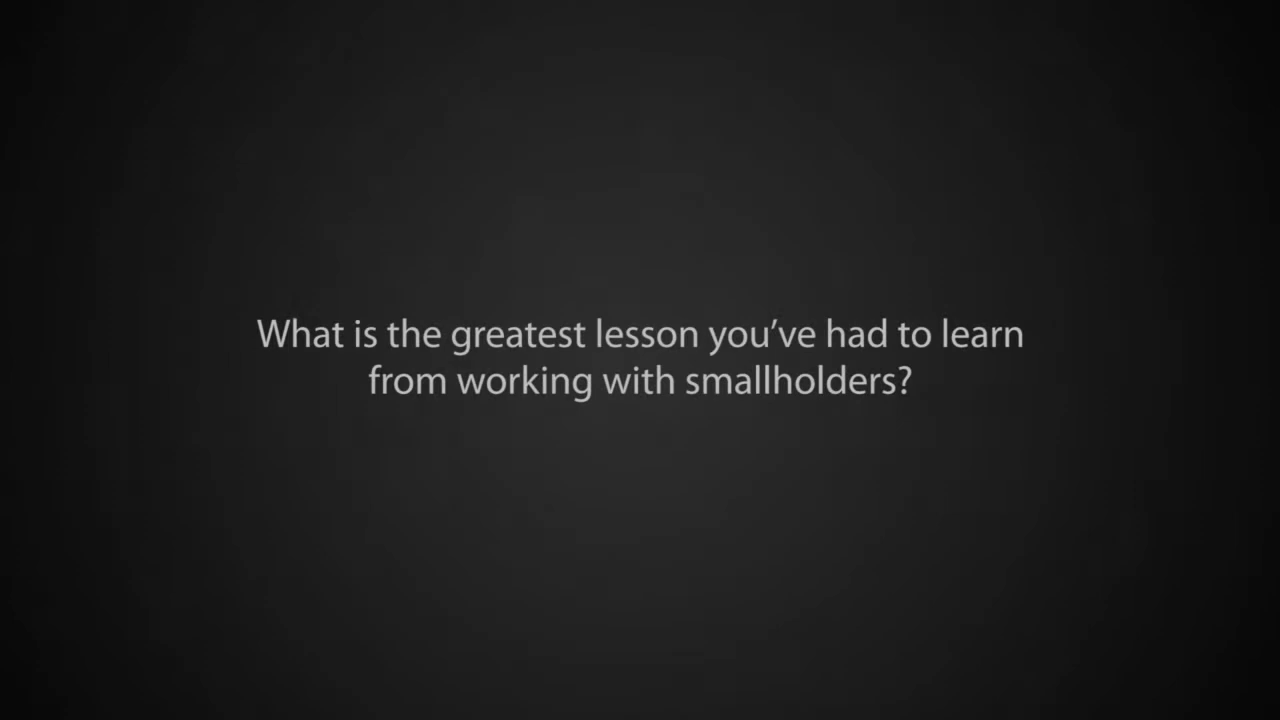 What is the greatest lesson you’ve had to learn
from working with smallholders?